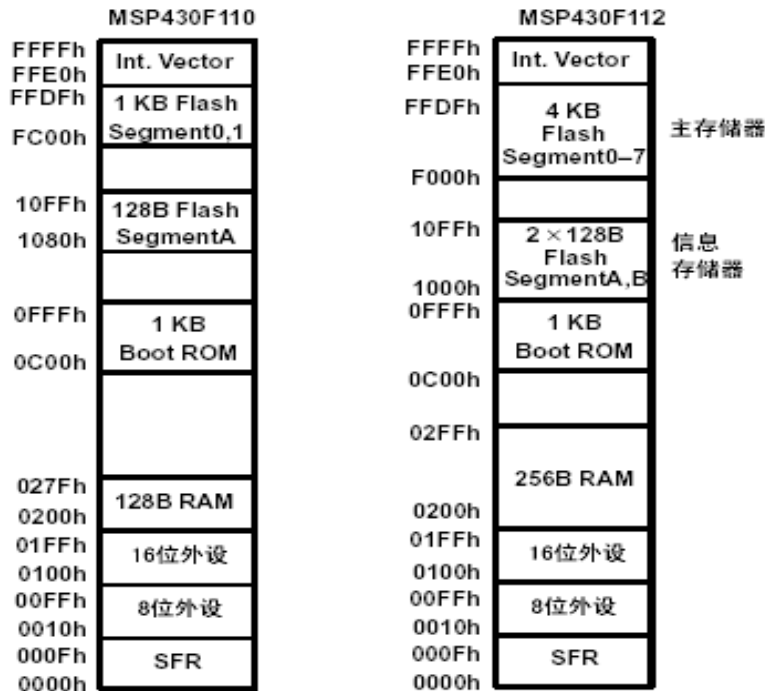 MSP430F110
FFFFh
FFE0h
Int. Vector
FFDFh
FC00h
1 KB Flash
Segment0,1
10FFh
1080h
128B Flash
SegmentA
0FFFh
0C00h
1 KB
Boot ROM
027Fh
0200h
128B RAM
01FFh
0100h
16位外设
00FFh
0010h
8位外设
000Fh
0000h
SFR
MSP430F112
FFFFh
FFE0h
Int. Vector
FFDFh
F000h
4 KB
Flash
Segment0–7
主存储器
10FFh
1000h
2×128B
Flash
SegmentA,B
信息
存储器
0FFFh
0C00h
1 KB
Boot ROM
02FFh
0200h
256B RAM
01FFh
0100h
16位外设
00FFh
0010h
8位外设
000Fh
0000h
SFR